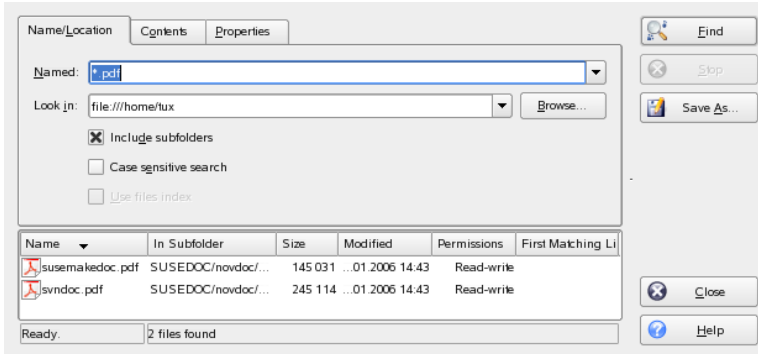 Name/Location Contents Properties
Find
Named: *.pdf
Stop
Look in: file:///home/tux Browse...
Save As...
Include subfolders
Case sensitive search
Use files index
Name In Subfolder Size Modified Permissions First Matching Li
susemakedoc.pdf SUSEDOC/novdoc/... 145 031 ...01.2006 14:43 Read-write
svndoc.pdf SUSEDOC/novdoc/... 245 114 ...01.2006 14:43 Read-write
Close
Ready. 2 files found
Help